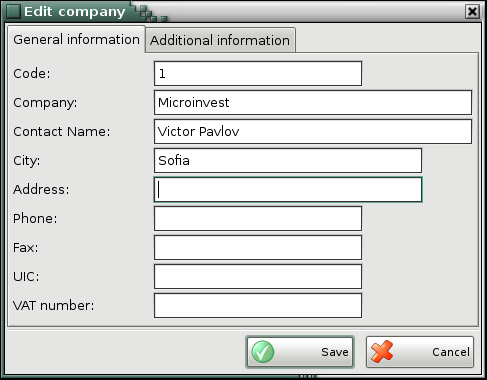 Edit company
General information Additional information
Code: 1
Company: Microinvest
Contact Name: Victor Pavlov
City: Sofia
Address:
Phone:
Fax:
UIC:
VAT number:
Save Cancel